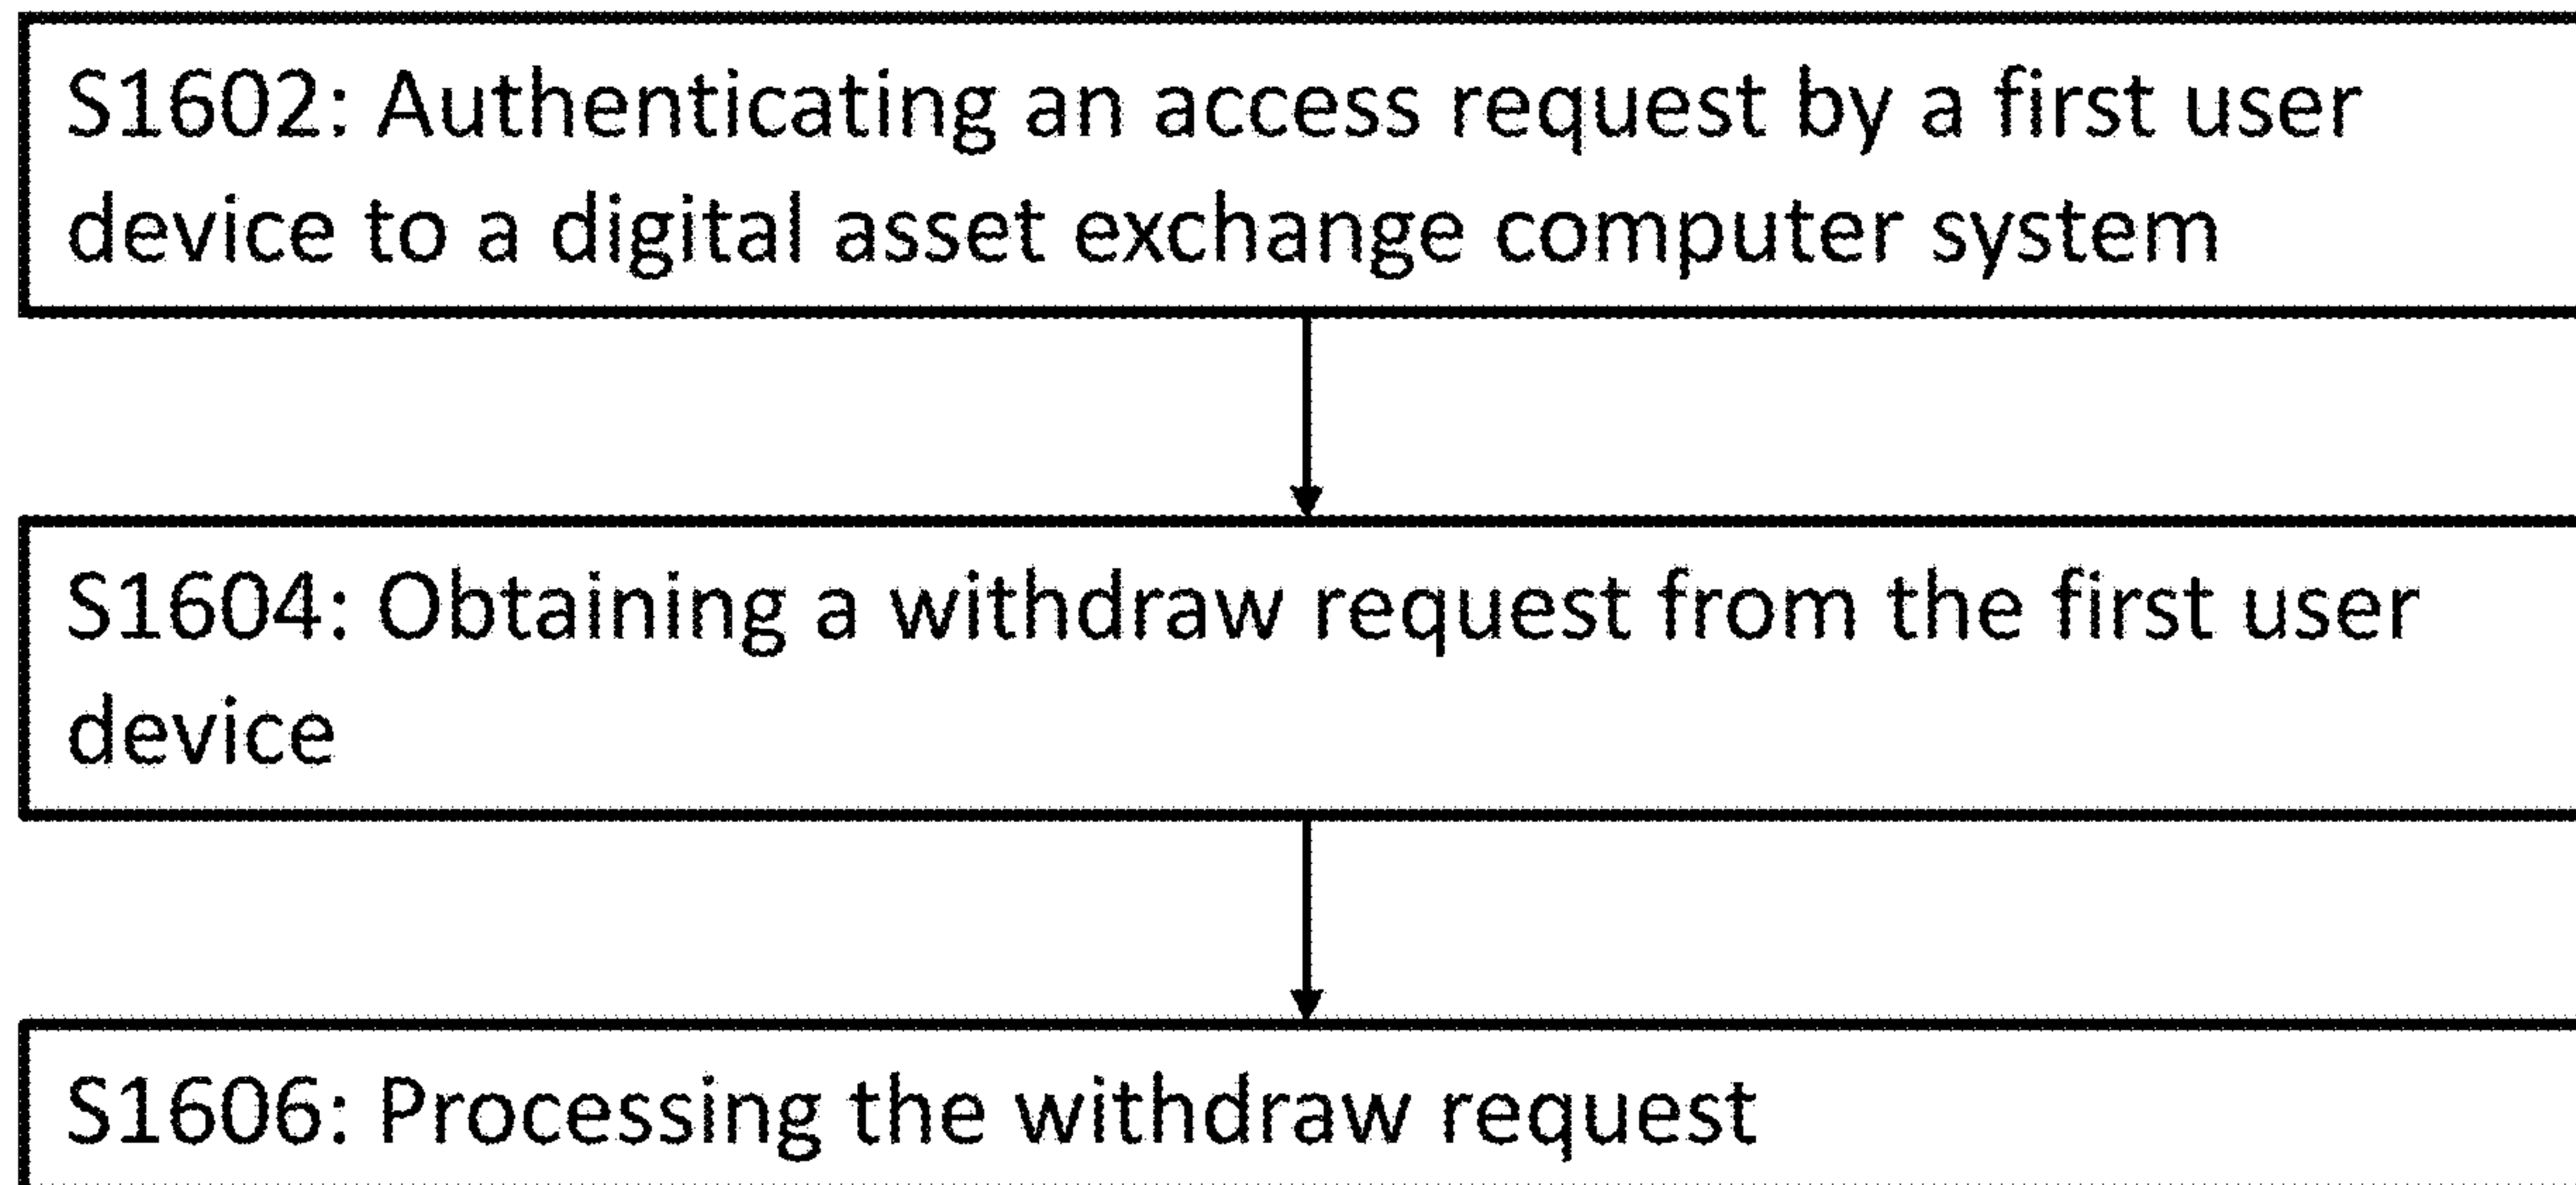 S1602: Authenticating an access request by a first user
device to a digital asset exchange computer system
S1604: Obtaining a withdraw request from the first user
device
S1606: Processing the withdraw request